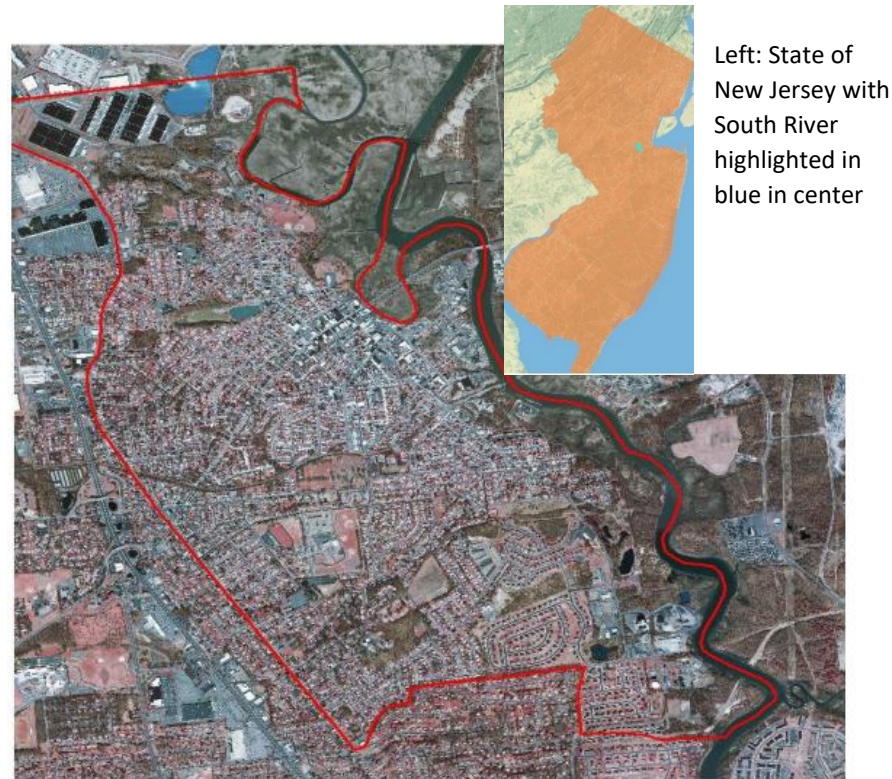 Left: State of
New Jersey with
South River
highlighted in
blue in center